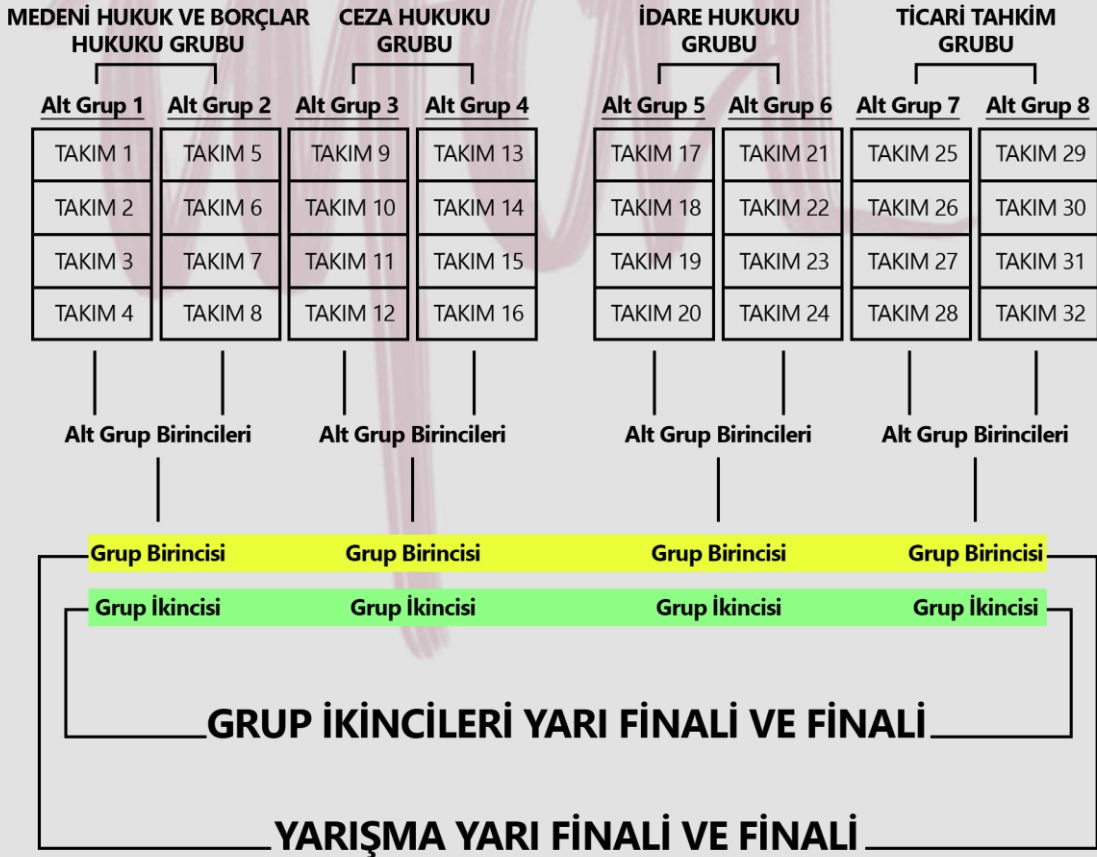 MEDENİ HUKUK VE BORÇLAR
HUKUKU GRUBU
CEZA HUKUKU
GRUBU
İDARE HUKUKU
GRUBU
TİCARİ TAHKİM
GRUBU
Alt Grup 1 Alt Grup 2 Alt Grup 3 Alt Grup 4 Alt Grup 5 Alt Grup 6 Alt Grup 7 Alt Grup 8
TAKIM 1 TAKIM 5 TAKIM 9 TAKIM 13 TAKIM 17 TAKIM 21 TAKIM 25 TAKIM 29
TAKIM 2 TAKIM 6 TAKIM 10 TAKIM 14 TAKIM 18 TAKIM 22 TAKIM 26 TAKIM 30
TAKIM 3 TAKIM 7 TAKIM 11 TAKIM 15 TAKIM 19 TAKIM 23 TAKIM 27 TAKIM 31
TAKIM 4 TAKIM 8 TAKIM 12 TAKIM 16 TAKIM 20 TAKIM 24 TAKIM 28 TAKIM 32
Alt Grup Birincileri Alt Grup Birincileri Alt Grup Birincileri Alt Grup Birincileri
Grup Birincisi Grup Birincisi Grup Birincisi Grup Birincisi
Grup İkincisi Grup İkincisi Grup İkincisi Grup İkincisi
GRUP İKİNCİLERİ YARI FİNALİ VE FİNALİ
YARIŞMA YARI FİNALİ VE FİNALİ